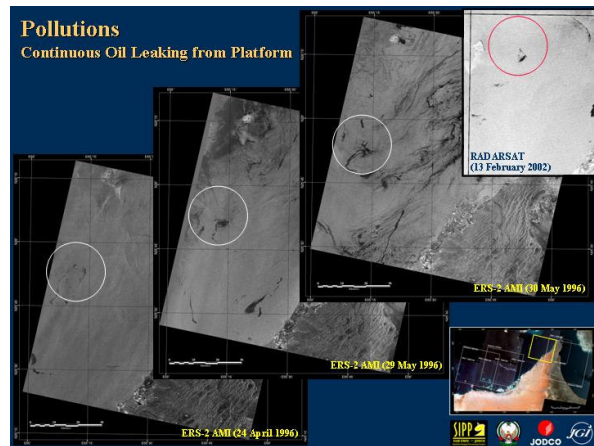 Pollutions
Continuous Oil Leaking from Platform
RADARSAT
(13 February 2002)
ERS-2 AMI (30 May 1996)
ERS-2 AMI (29 May 1996)
ERS-2 AMI (24 April 1996)
SIPP
JODCO
JGI